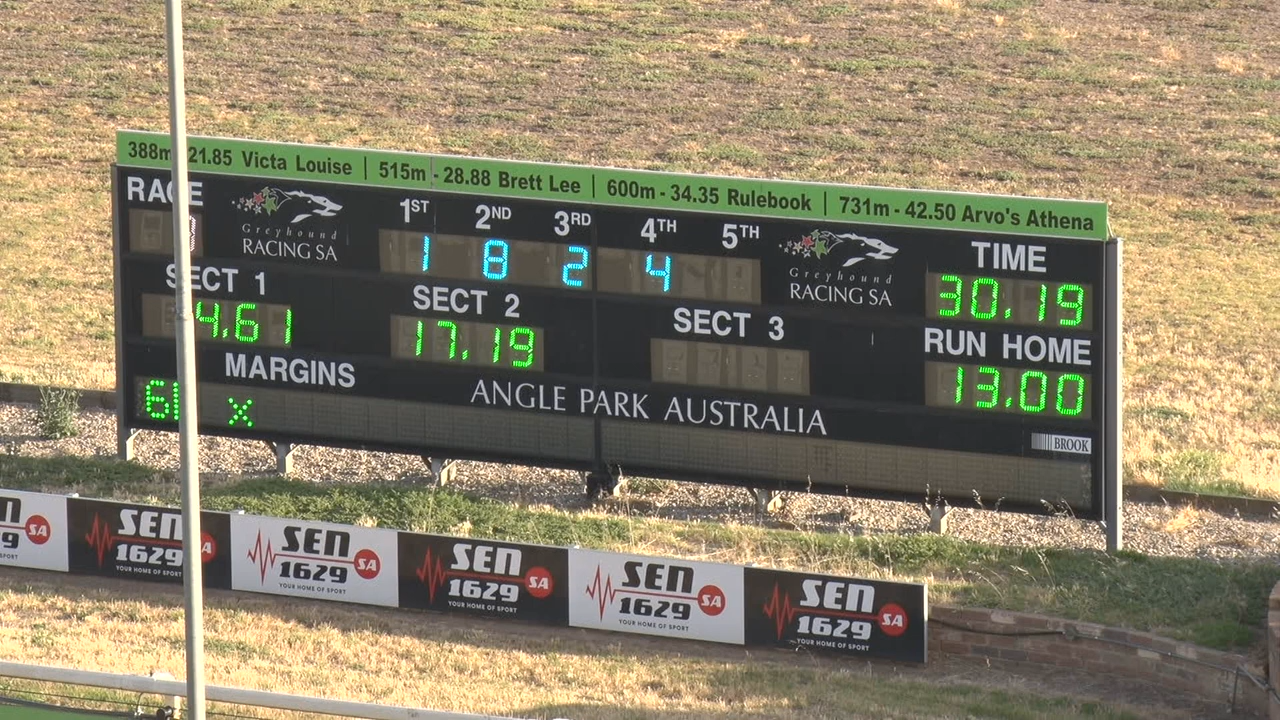 388m 21.85 Victa Louise | 515m - 28.88 Brett Lee | 600m - 34.35 Rulebook | 731m - 42.50 Arvo's Athena
RACE
Greyhound
RACING SA
1ST 2ND 3RD 4TH 5TH
1 8 2 4
Greyhound
RACING SA
TIME
30.19
SECT 1
4.61
SECT 2
17.19
SECT 3
RUN HOME
13.00
MARGINS
ANGLE PARK AUSTRALIA
x
BROOK
SA
SEN
1629
SA
YOUR HOME OF SPORT
SEN
1629
SA
YOUR HOME OF SPORT
SEN
1629
SA
YOUR HOME OF SPORT
SEN
1629
SA
YOUR HOME OF SPORT
SEN
1629
SA
YOUR HOME OF SPORT